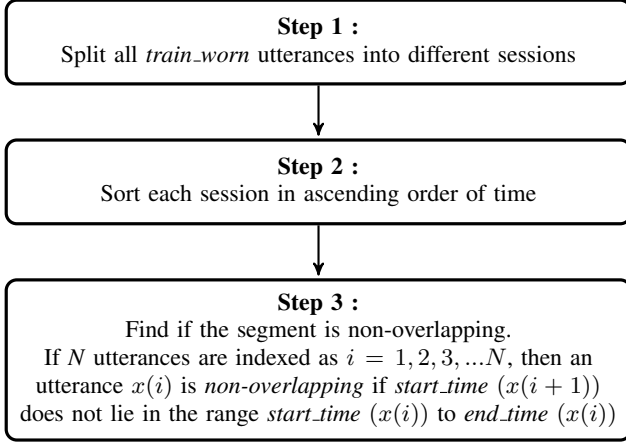 Step 1 :
Split all train_worn utterances into different sessions
Step 2 :
Sort each session in ascending order of time
Step 3 :
Find if the segment is non-overlapping.
If N utterances are indexed as i = 1, 2, 3, ...N, then an
utterance x(i) is non-overlapping if start_time (x(i + 1))
does not lie in the range start_time (x(i)) to end_time (x(i))